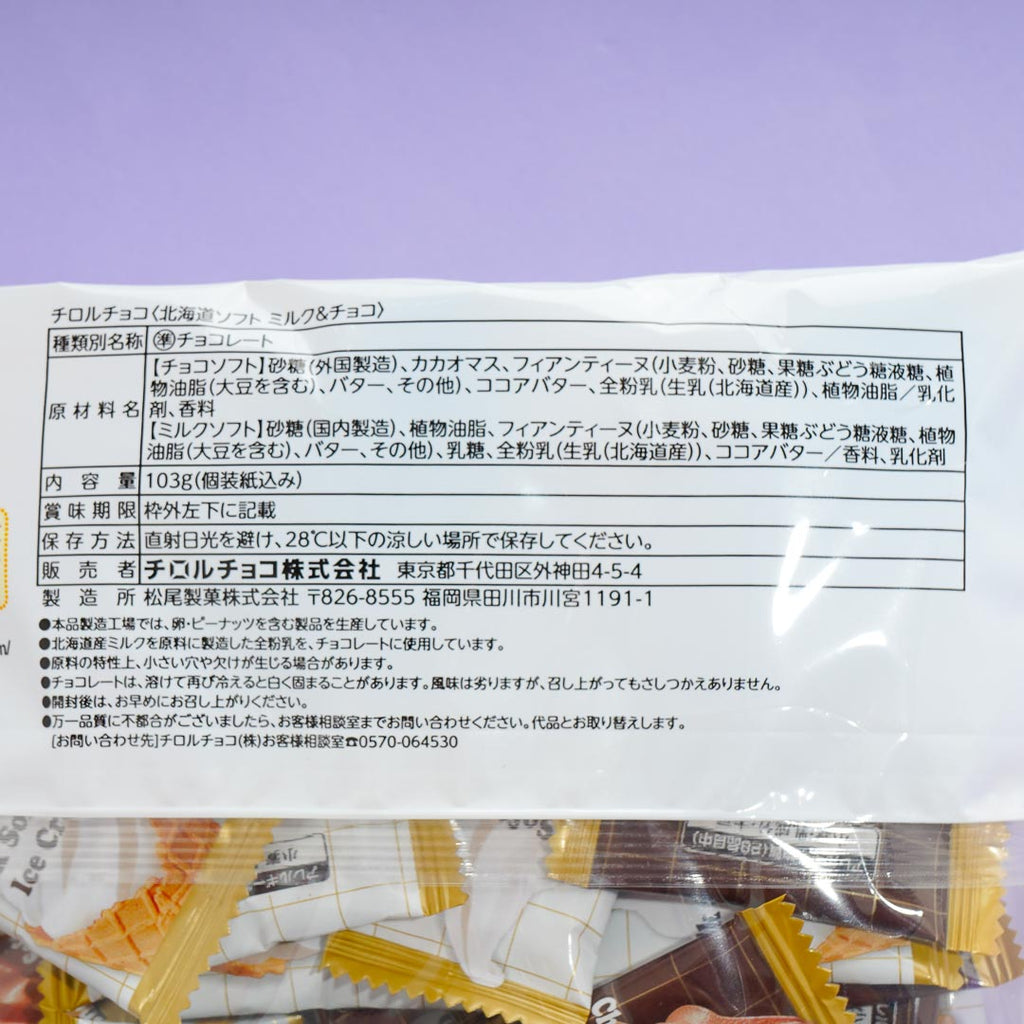 チロルチョコ〈北海道ソフト ミルク&チョコ〉
種類別名称 ㊟チョコレート
【チョコソフト】砂糖(外国製造)、カカオマス、フィアンティーヌ(小麦粉、砂糖、果糖ぶどう糖液糖、植
物油脂(大豆を含む)、バター、その他)、ココアバター、全粉乳(生乳(北海道産))、植物油脂／乳化
原材料名 剤、香料
【ミルクソフト】砂糖(国内製造)、植物油脂、フィアンティーヌ(小麦粉、砂糖、果糖ぶどう糖液糖、植物
油脂(大豆を含む)、バター、その他)、乳糖、全粉乳(生乳(北海道産))、ココアバター／香料、乳化剤
内容量 103g(個装紙込み)
賞味期限 枠外左下に記載
保存方法 直射日光を避け、28℃以下の涼しい場所で保存してください。
販売者 チロルチョコ株式会社 東京都千代田区外神田4-5-4
製造所 松尾製菓株式会社 〒826-8555 福岡県田川市川宮1191-1
●本品製造工場では、卵・ピーナッツを含む製品を生産しています。
●北海道産ミルクを原料に製造した全粉乳を、チョコレートに使用しています。
●原料の特性上、小さい穴や欠けが生じる場合があります。
●チョコレートは、溶けて再び冷えると白く固まることがあります。風味は劣りますが、召し上がってもさしつかえありません。
●開封後は、お早めにお召し上がりください。
●万一品質に不都合がございましたら、お客様相談室までお問い合わせください。代品とお取り替えします。
[お問い合わせ先]チロルチョコ(株)お客様相談室☎0570-064530
Ice
アレルギー
小麦
(28品目中)